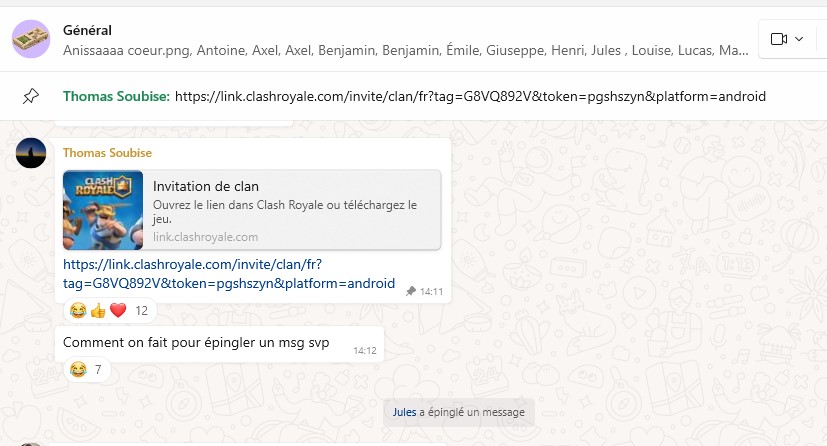 Général
Anissaaaa coeur.png, Antoine, Axel, Axel, Benjamin, Benjamin, Émile, Giuseppe, Henri, Jules , Louise, Lucas, Ma...
Thomas Soubise: https://link.clashroyale.com/invite/clan/fr?tag=G8VQ892V&token=pgshszyn&platform=android
Thomas Soubise
CLASH
ROYALE
Invitation de clan
Ouvrez le lien dans Clash Royale ou téléchargez le
jeu.
link.clashroyale.com
https://link.clashroyale.com/invite/clan/fr?
tag=G8VQ892V&token=pgshszyn&platform=android
14:11
12
Comment on fait pour épingler un msg svp
14:12
7
Jules a épinglé un message